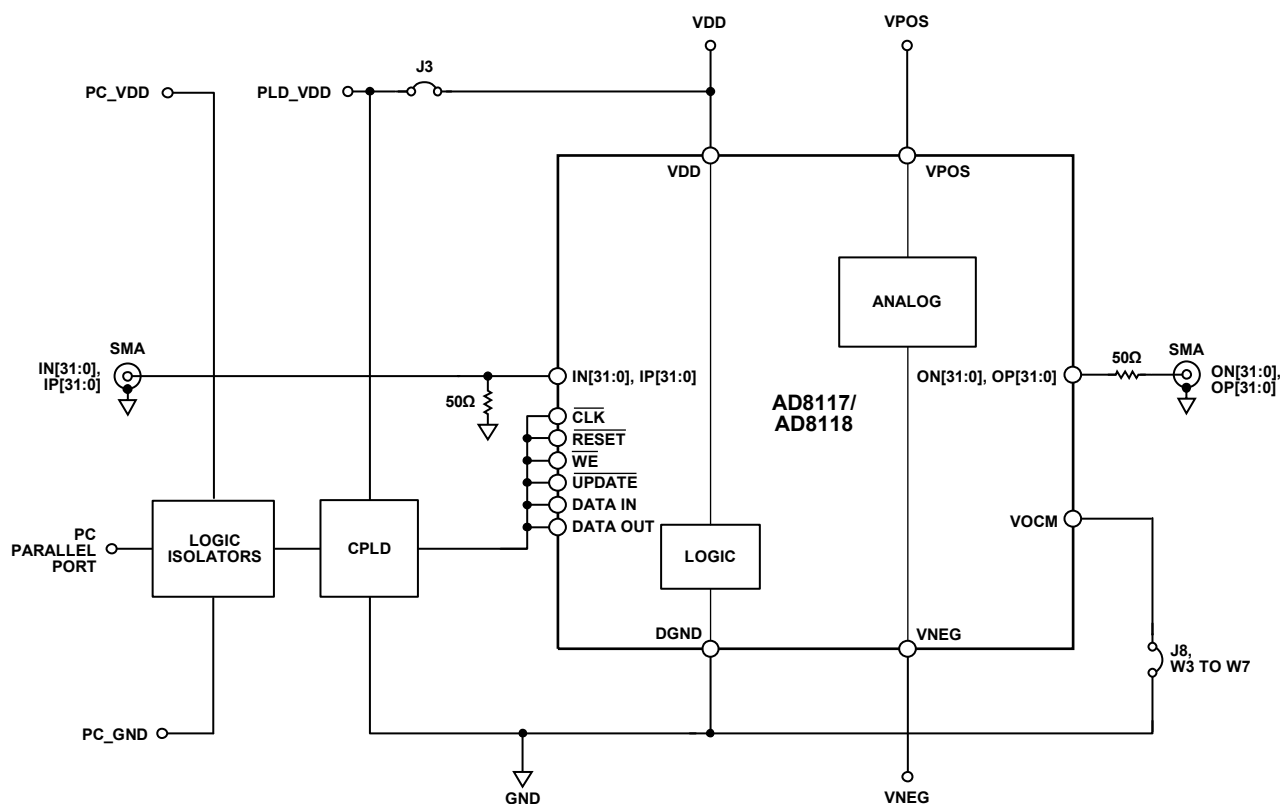 VDD
VPOS
J3
PC_VDD
PLD_VDD
VDD
VPOS
ANALOG
SMA
IN[31:0],
IP[31:0]
50Ω
IN[31:0], IP[31:0]
ON[31:0], OP[31:0]
50Ω
SMA
ON[31:0],
OP[31:0]
AD8117/
AD8118
CLK
RESET
WE
UPDATE
DATA IN
DATA OUT
VOCM
PC
PARALLEL
PORT
LOGIC
ISOLATORS
CPLD
LOGIC
DGND
VNEG
J8,
W3 TO W7
PC_GND
GND
VNEG